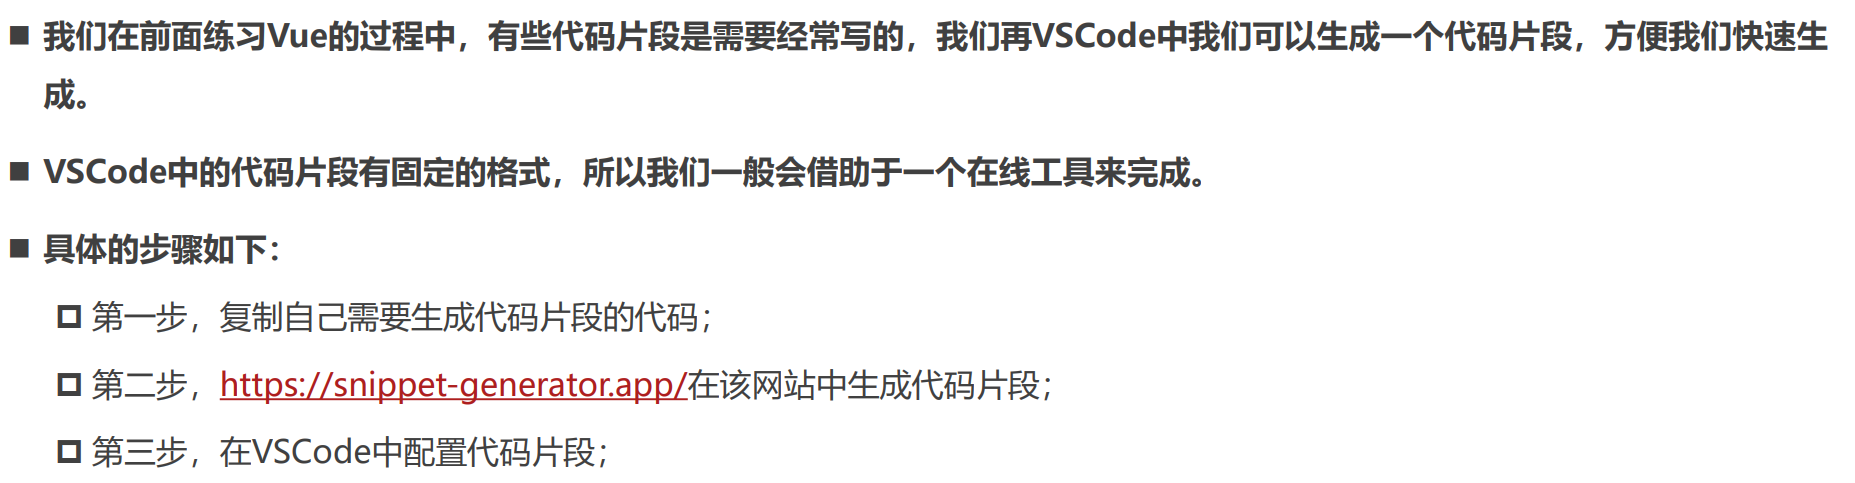 ■ 我们在前面练习Vue的过程中，有些代码片段是需要经常写的，我们再VSCode中我们可以生成一个代码片段，方便我们快速生
成。
■ VSCode中的代码片段有固定的格式，所以我们一般会借助于一个在线工具来完成。
■ 具体的步骤如下：
第一步，复制自己需要生成代码片段的代码；
第二步，https://snippet-generator.app/在该网站中生成代码片段；
第三步，在VSCode中配置代码片段；